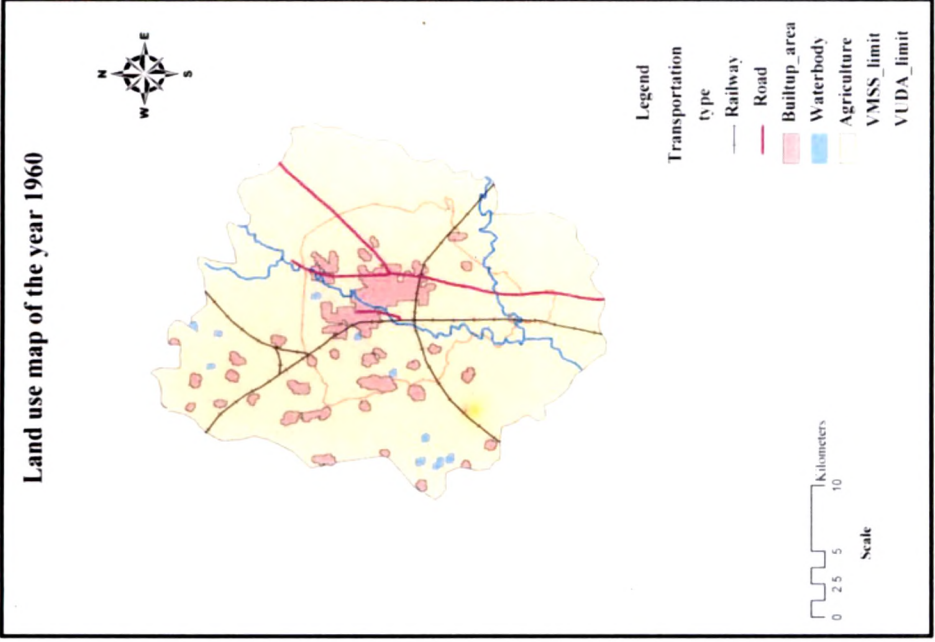 Land use map of the year 1960
N
E
W
S
Legend
Transportation
type
Railway
Road
Builtup_area
Waterbody
Agriculture
VMSS_limit
VUDA_limit
Kilometers
0 2.5 5 10
Scale